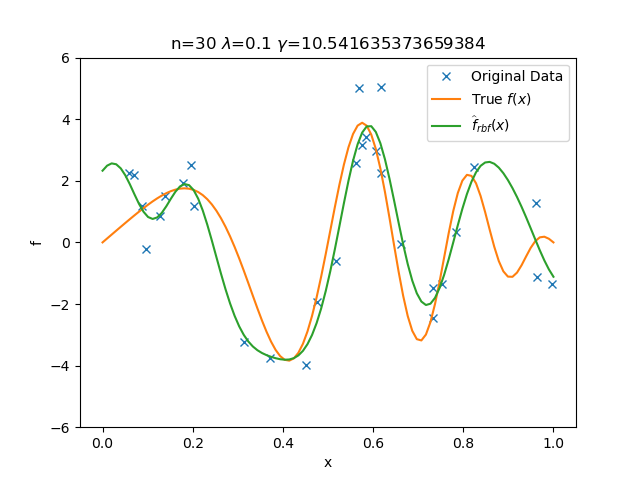 n=30 λ=0.1 γ=10.541635373659384
Original Data
True f(x)
f̂_rbf(x)
6
4
2
0
−2
−4
−6
f
0.0 0.2 0.4 0.6 0.8 1.0
x